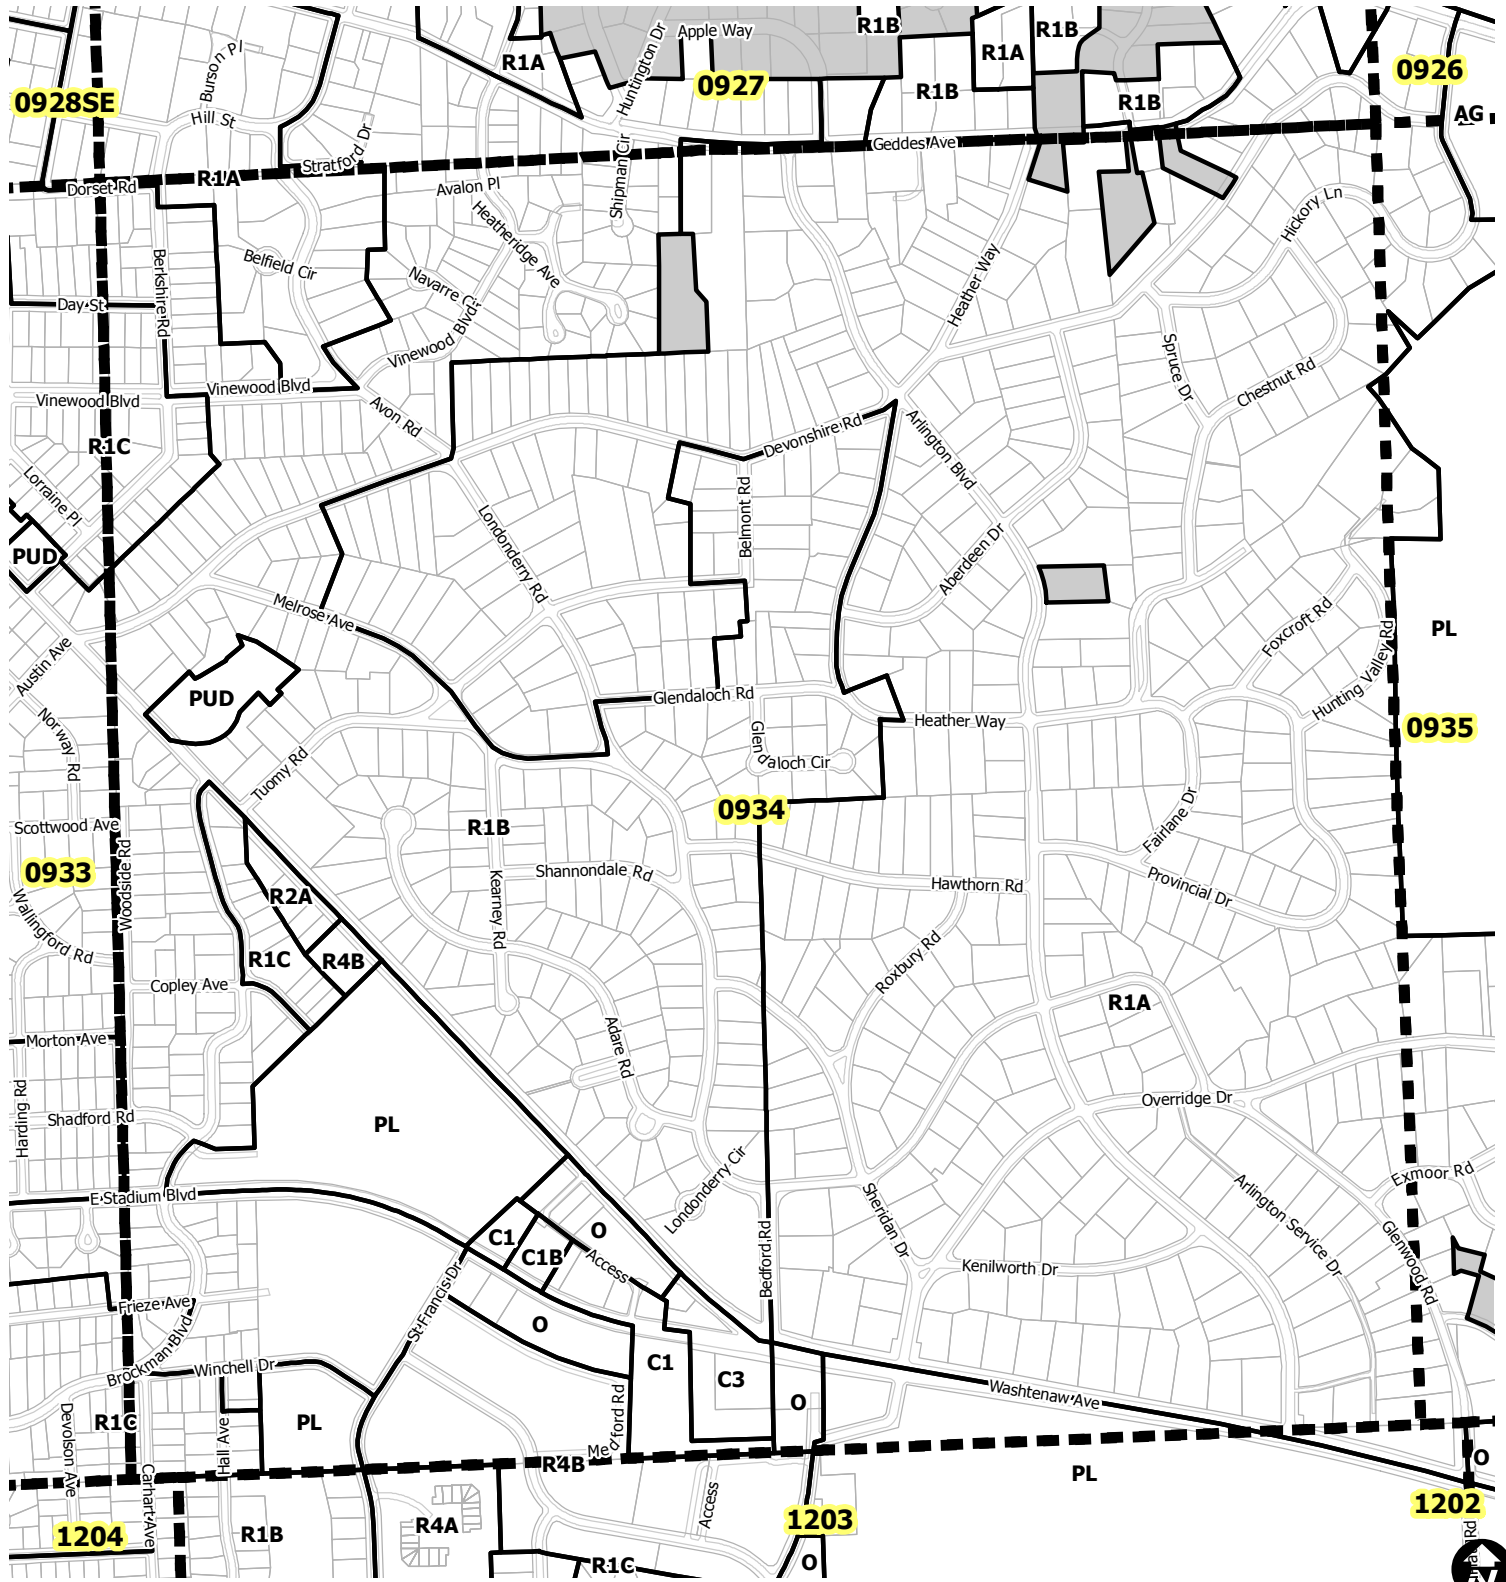 Apple Way
R1B
R1B
R1A
R1A
0927
R1B
R1B
0926
AG
0928SE
Burson Pl
Hill St
Huntington Dr
Stratford Dr
Geddes Ave
Dorset Rd
R1A
Avalon Pl
Shipman Cir
Heatheridge Ave
Hickory Ln
Belfield Cir
Berkshire Rd
Navarre Cir
Heather Way
Day St
Vinewood Blvd
Spruce Dr
Chestnut Rd
Vinewood Blvd
Vinewood Blvd
Avon Rd
Devonshire Rd
Arlington Blvd
R1C
Lorraine Pl
Londonderry Rd
Belmont Rd
PUD
Aberdeen Dr
Melrose Ave
Foxcroft Rd
PL
Austin Ave
PUD
Glendaloch Rd
Hunting Valley Rd
Heather Way
0935
Norway Rd
Glendaloch Cir
Tuomy Rd
0934
Scottwood Ave
R1B
Fairlane Dr
0933
Woodside Rd
Shannondale Rd
Hawthorn Rd
Provincial Dr
R2A
Kearney Rd
Wallingford Rd
R1C
R4B
Roxbury Rd
Copley Ave
R1A
Morton Ave
Adare Rd
Harding Rd
Shadford Rd
PL
Overridge Dr
Londonderry Cir
E Stadium Blvd
Exmoor Rd
Arlington Service Dr
Sheridan Dr
C1
O
C1B
Access
Bedford Rd
Kenilworth Dr
Glenwood Rd
Frieze Ave
St Francis Dr
O
Brockman Blvd
Winchell Dr
C1
C3
O
Washtenaw Ave
R1C
PL
Devolson Ave
Hall Ave
Medford Rd
R4B
PL
O
Carhart Ave
Access
1203
1202
1204
R1B
R4A
R1C
O